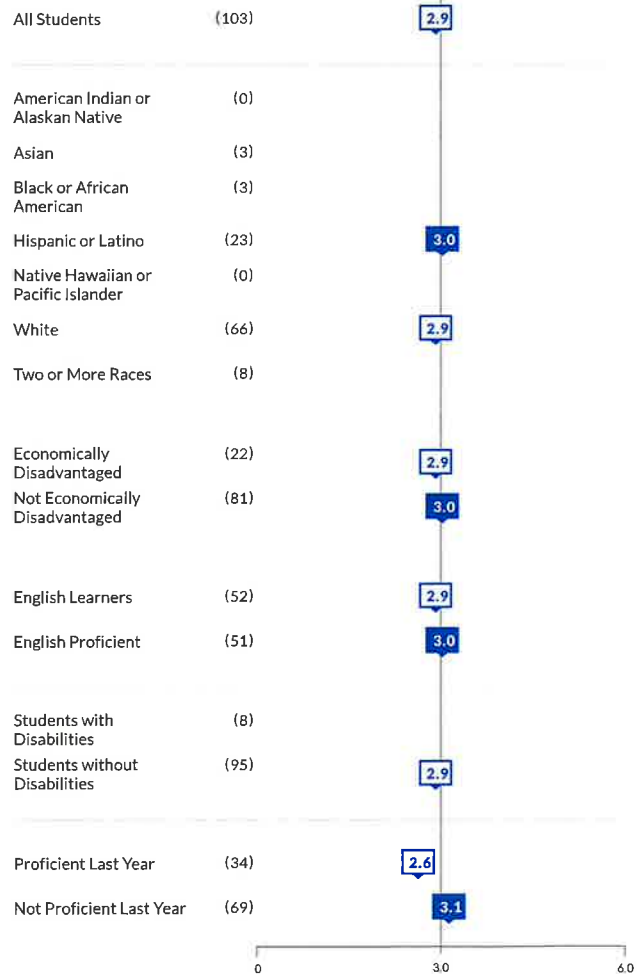 All Students (103) 2.9
American Indian or (0)
Alaskan Native
Asian (3)
Black or African (3)
American
Hispanic or Latino (23) 3.0
Native Hawaiian or (0)
Pacific Islander
White (66) 2.9
Two or More Races (8)
Economically (22) 2.9
Disadvantaged
Not Economically (81) 3.0
Disadvantaged
English Learners (52) 2.9
English Proficient (51) 3.0
Students with (8)
Disabilities
Students without (95) 2.9
Disabilities
Proficient Last Year (34) 2.6
Not Proficient Last Year (69) 3.1
0 3.0 6.0